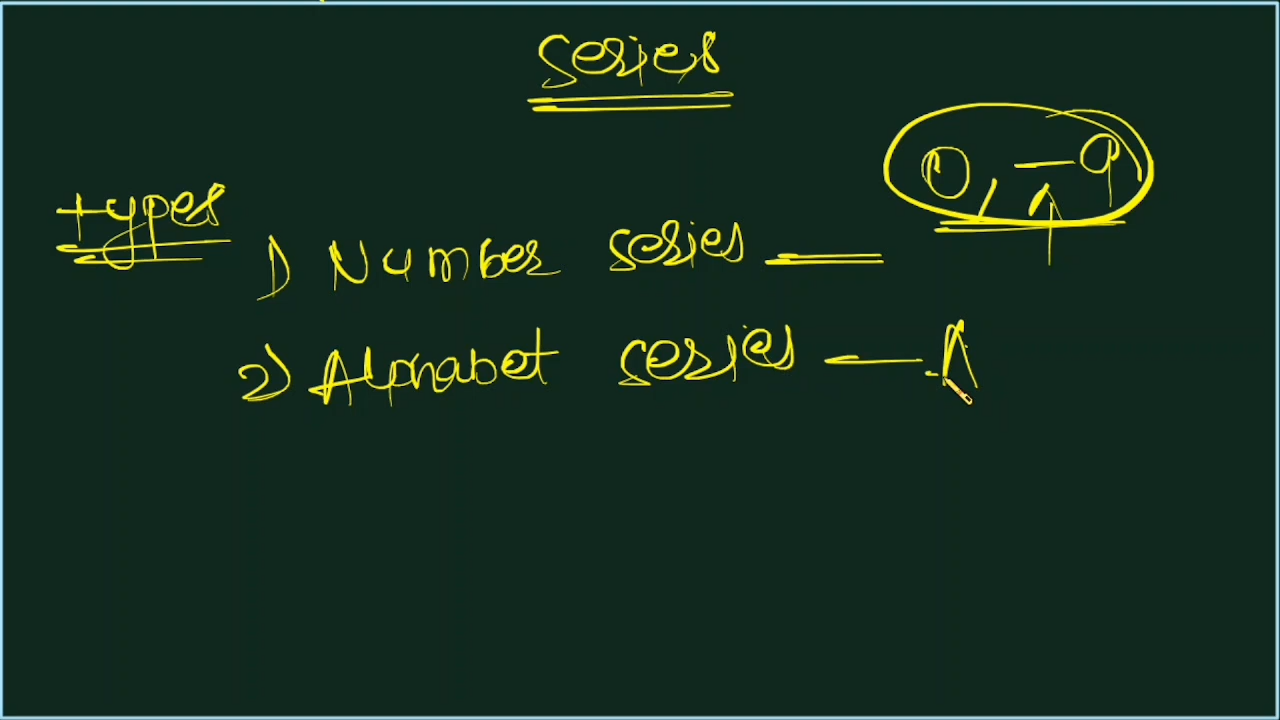 Series
types
0, - 9
1) Number series —
2) Alphabet series — A